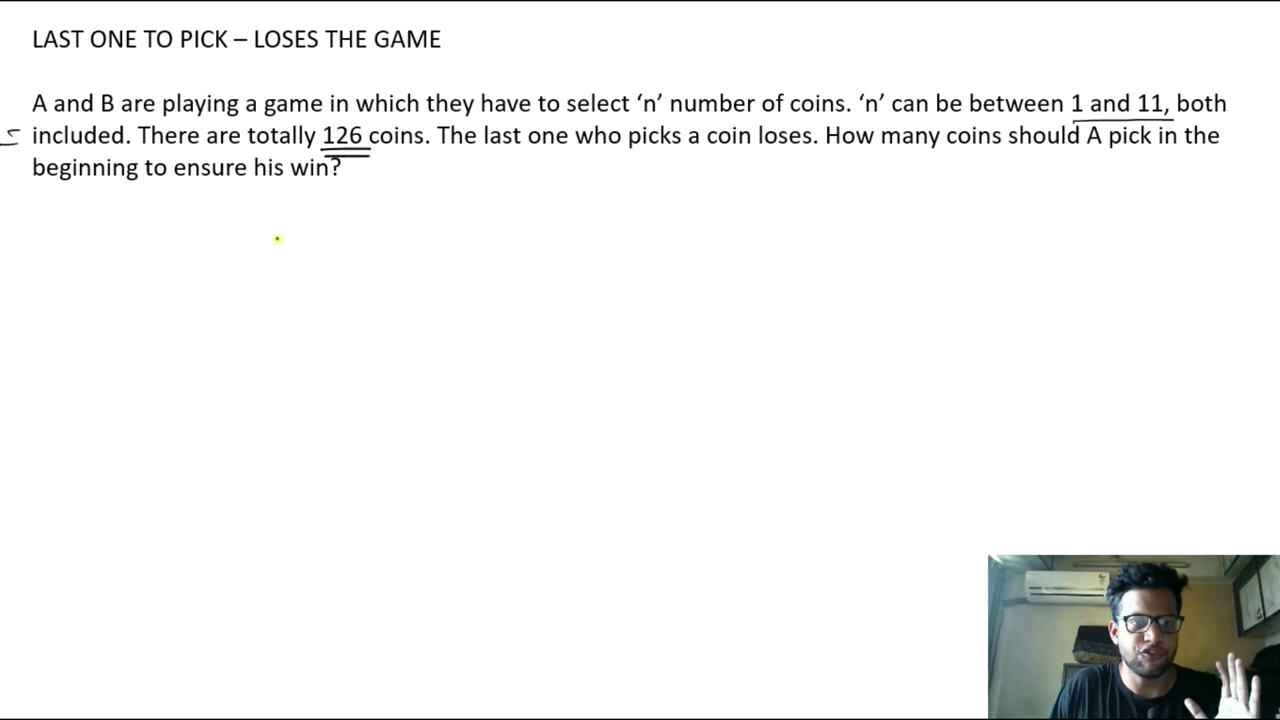 LAST ONE TO PICK – LOSES THE GAME
A and B are playing a game in which they have to select ‘n’ number of coins. ‘n’ can be between 1 and 11, both
included. There are totally 126 coins. The last one who picks a coin loses. How many coins should A pick in the
beginning to ensure his win?